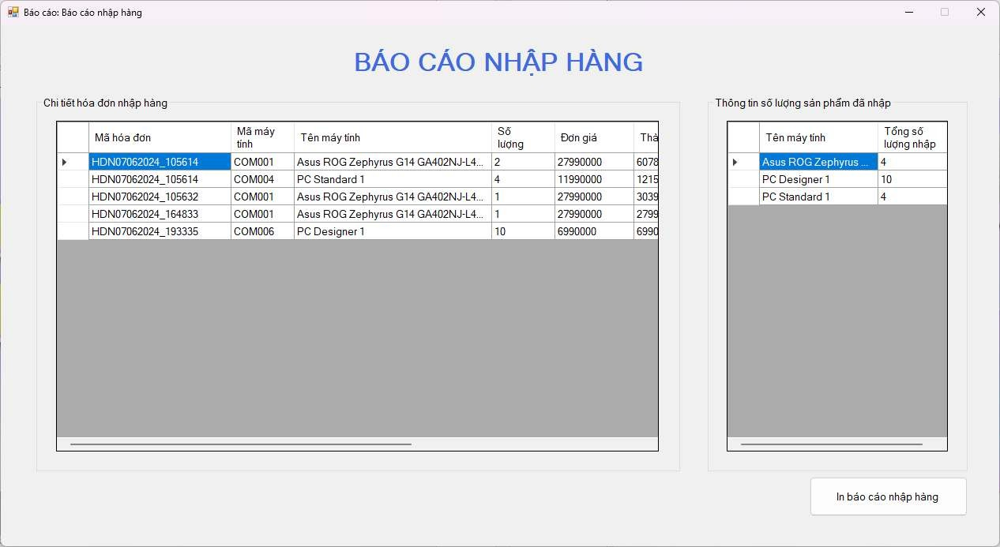 Báo cáo: Báo cáo nhập hàng
BÁO CÁO NHẬP HÀNG
Chi tiết hóa đơn nhập hàng
Mã hóa đơn Mã máy tính Tên máy tính Số lượng Đơn giá Thà
HDN07062024_105614 COM001 Asus ROG Zephyrus G14 GA402NJ-L4... 2 27990000 6078
HDN07062024_105614 COM004 PC Standard 1 4 11990000 1215
HDN07062024_105632 COM001 Asus ROG Zephyrus G14 GA402NJ-L4... 1 27990000 3039
HDN07062024_164833 COM001 Asus ROG Zephyrus G14 GA402NJ-L4... 1 27990000 2799
HDN07062024_193335 COM006 PC Designer 1 10 6990000 6990
Thông tin số lượng sản phẩm đã nhập
Tên máy tính Tổng số lượng nhập
Asus ROG Zephyrus ... 4
PC Designer 1 10
PC Standard 1 4
In báo cáo nhập hàng